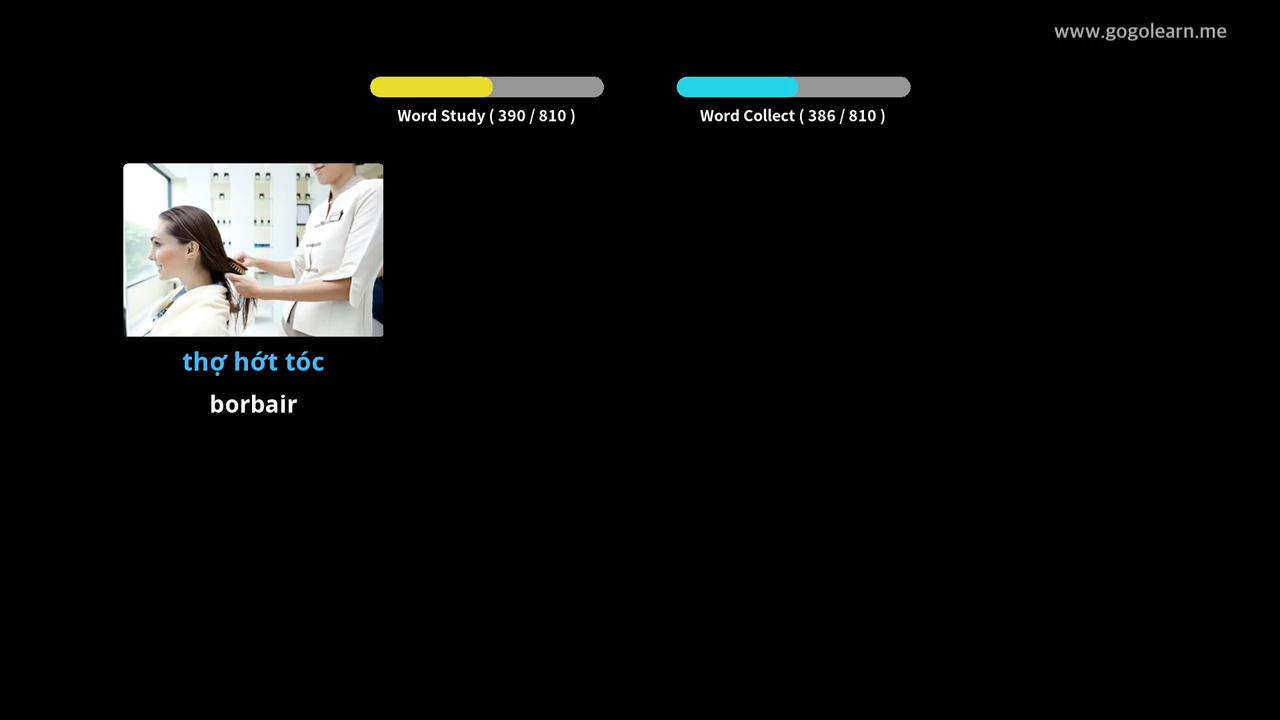 www.gogolearn.me
Word Study ( 390 / 810 )
Word Collect ( 386 / 810 )
thợ hớt tóc
borbair